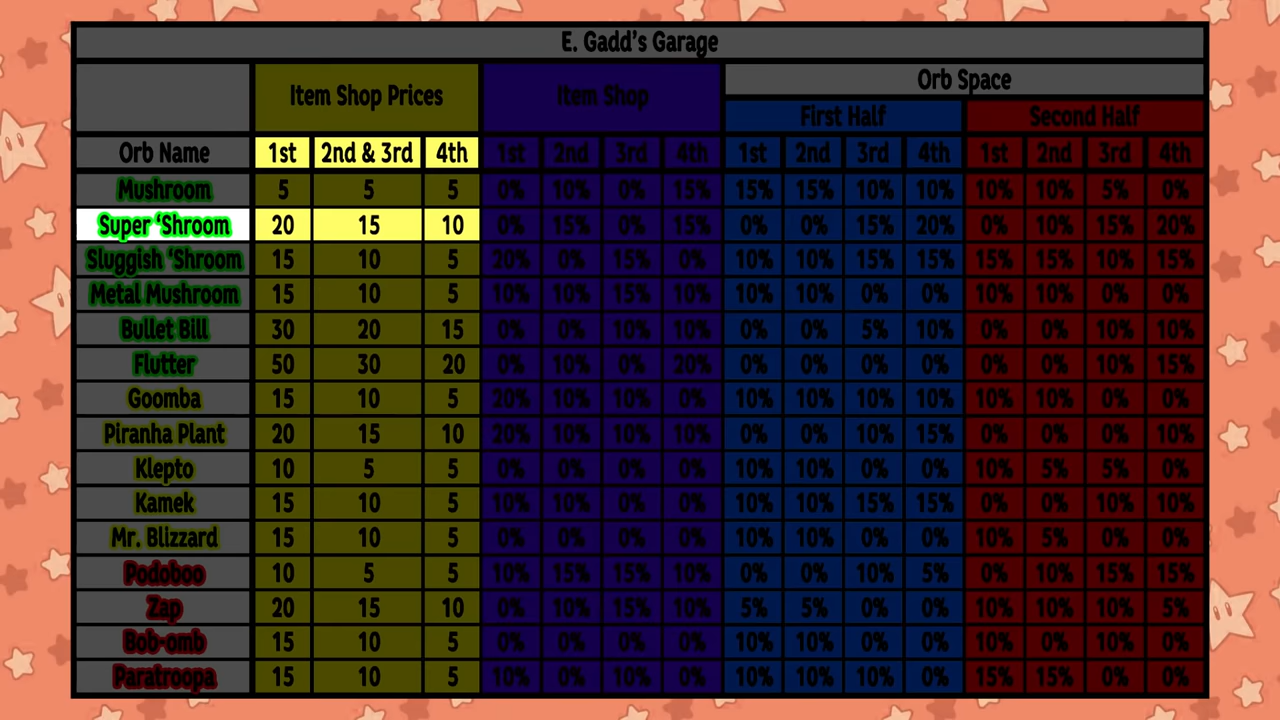 E. Gadd's Garage
Item Shop Prices Item Shop Orb Space
First Half Second Half
Orb Name 1st 2nd & 3rd 4th 1st 2nd 3rd 4th 1st 2nd 3rd 4th 1st 2nd 3rd 4th
Mushroom 5 5 5 0% 10% 0% 15% 15% 15% 10% 10% 10% 10% 5% 0%
Super ‘Shroom 20 15 10 0% 15% 0% 15% 0% 0% 15% 20% 0% 10% 15% 20%
Sluggish ‘Shroom 15 10 5 20% 0% 15% 0% 10% 10% 15% 15% 15% 15% 10% 15%
Metal Mushroom 15 10 5 10% 10% 15% 10% 10% 10% 0% 0% 10% 10% 0% 0%
Bullet Bill 30 20 15 0% 0% 10% 10% 0% 0% 5% 10% 0% 0% 10% 10%
Flutter 50 30 20 0% 10% 0% 20% 0% 0% 0% 0% 0% 0% 10% 15%
Goomba 15 10 5 20% 10% 10% 0% 10% 10% 10% 10% 10% 10% 0% 0%
Piranha Plant 20 15 10 20% 10% 10% 10% 0% 0% 10% 15% 0% 0% 0% 10%
Klepto 10 5 5 0% 0% 0% 0% 10% 10% 0% 0% 10% 5% 5% 0%
Kamek 15 10 5 10% 10% 0% 0% 10% 10% 15% 15% 0% 0% 10% 10%
Mr. Blizzard 15 10 5 0% 0% 0% 0% 10% 10% 0% 0% 10% 5% 0% 0%
Podoboo 10 5 5 10% 15% 15% 10% 0% 0% 10% 5% 0% 10% 15% 15%
Zap 20 15 10 0% 10% 15% 10% 5% 5% 0% 0% 10% 10% 10% 5%
Bob-omb 15 10 5 0% 0% 0% 0% 10% 10% 0% 0% 10% 0% 10% 0%
Paratroopa 15 10 5 10% 0% 10% 0% 10% 10% 10% 0% 15% 15% 0% 0%